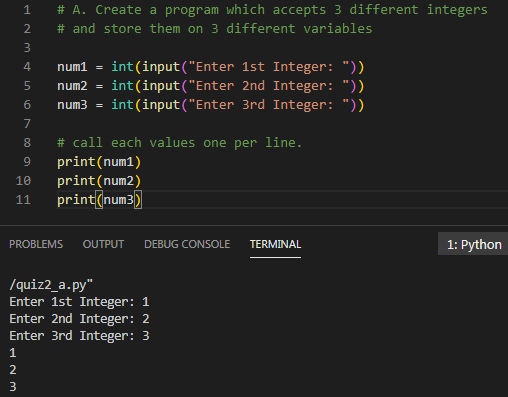 1 # A. Create a program which accepts 3 different integers
2 # and store them on 3 different variables
3
4 num1 = int(input("Enter 1st Integer: "))
5 num2 = int(input("Enter 2nd Integer: "))
6 num3 = int(input("Enter 3rd Integer: "))
7
8 # call each values one per line.
9 print(num1)
10 print(num2)
11 print(num3)
PROBLEMS OUTPUT DEBUG CONSOLE TERMINAL 1: Python
/quiz2_a.py"
Enter 1st Integer: 1
Enter 2nd Integer: 2
Enter 3rd Integer: 3
1
2
3